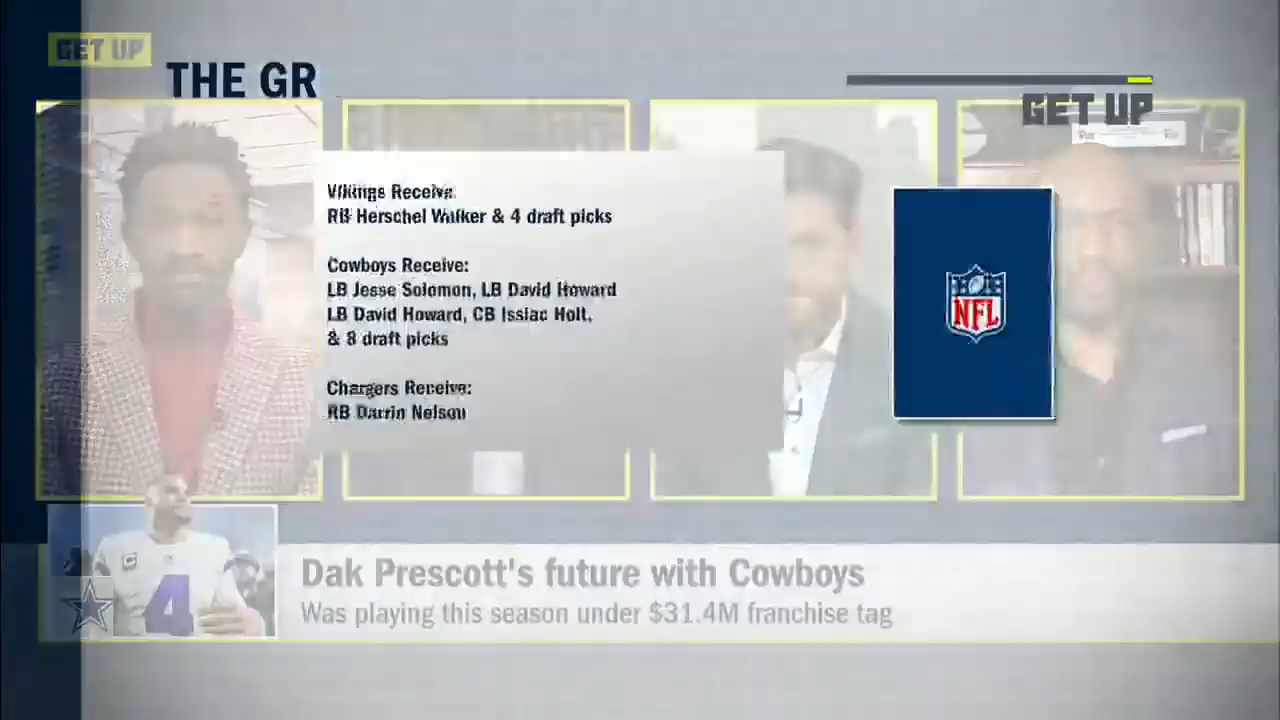 GET UP
THE GR
GET UP
Vikings Receive:
RB Herschel Walker & 4 draft picks
Cowboys Receive:
LB Jesse Solomon, LB David Howard
LB David Howard, CB Issiac Holt,
& 8 draft picks
Chargers Receive:
RB Darrin Nelson
NFL
C
4
Dak Prescott's future with Cowboys
Was playing this season under $31.4M franchise tag